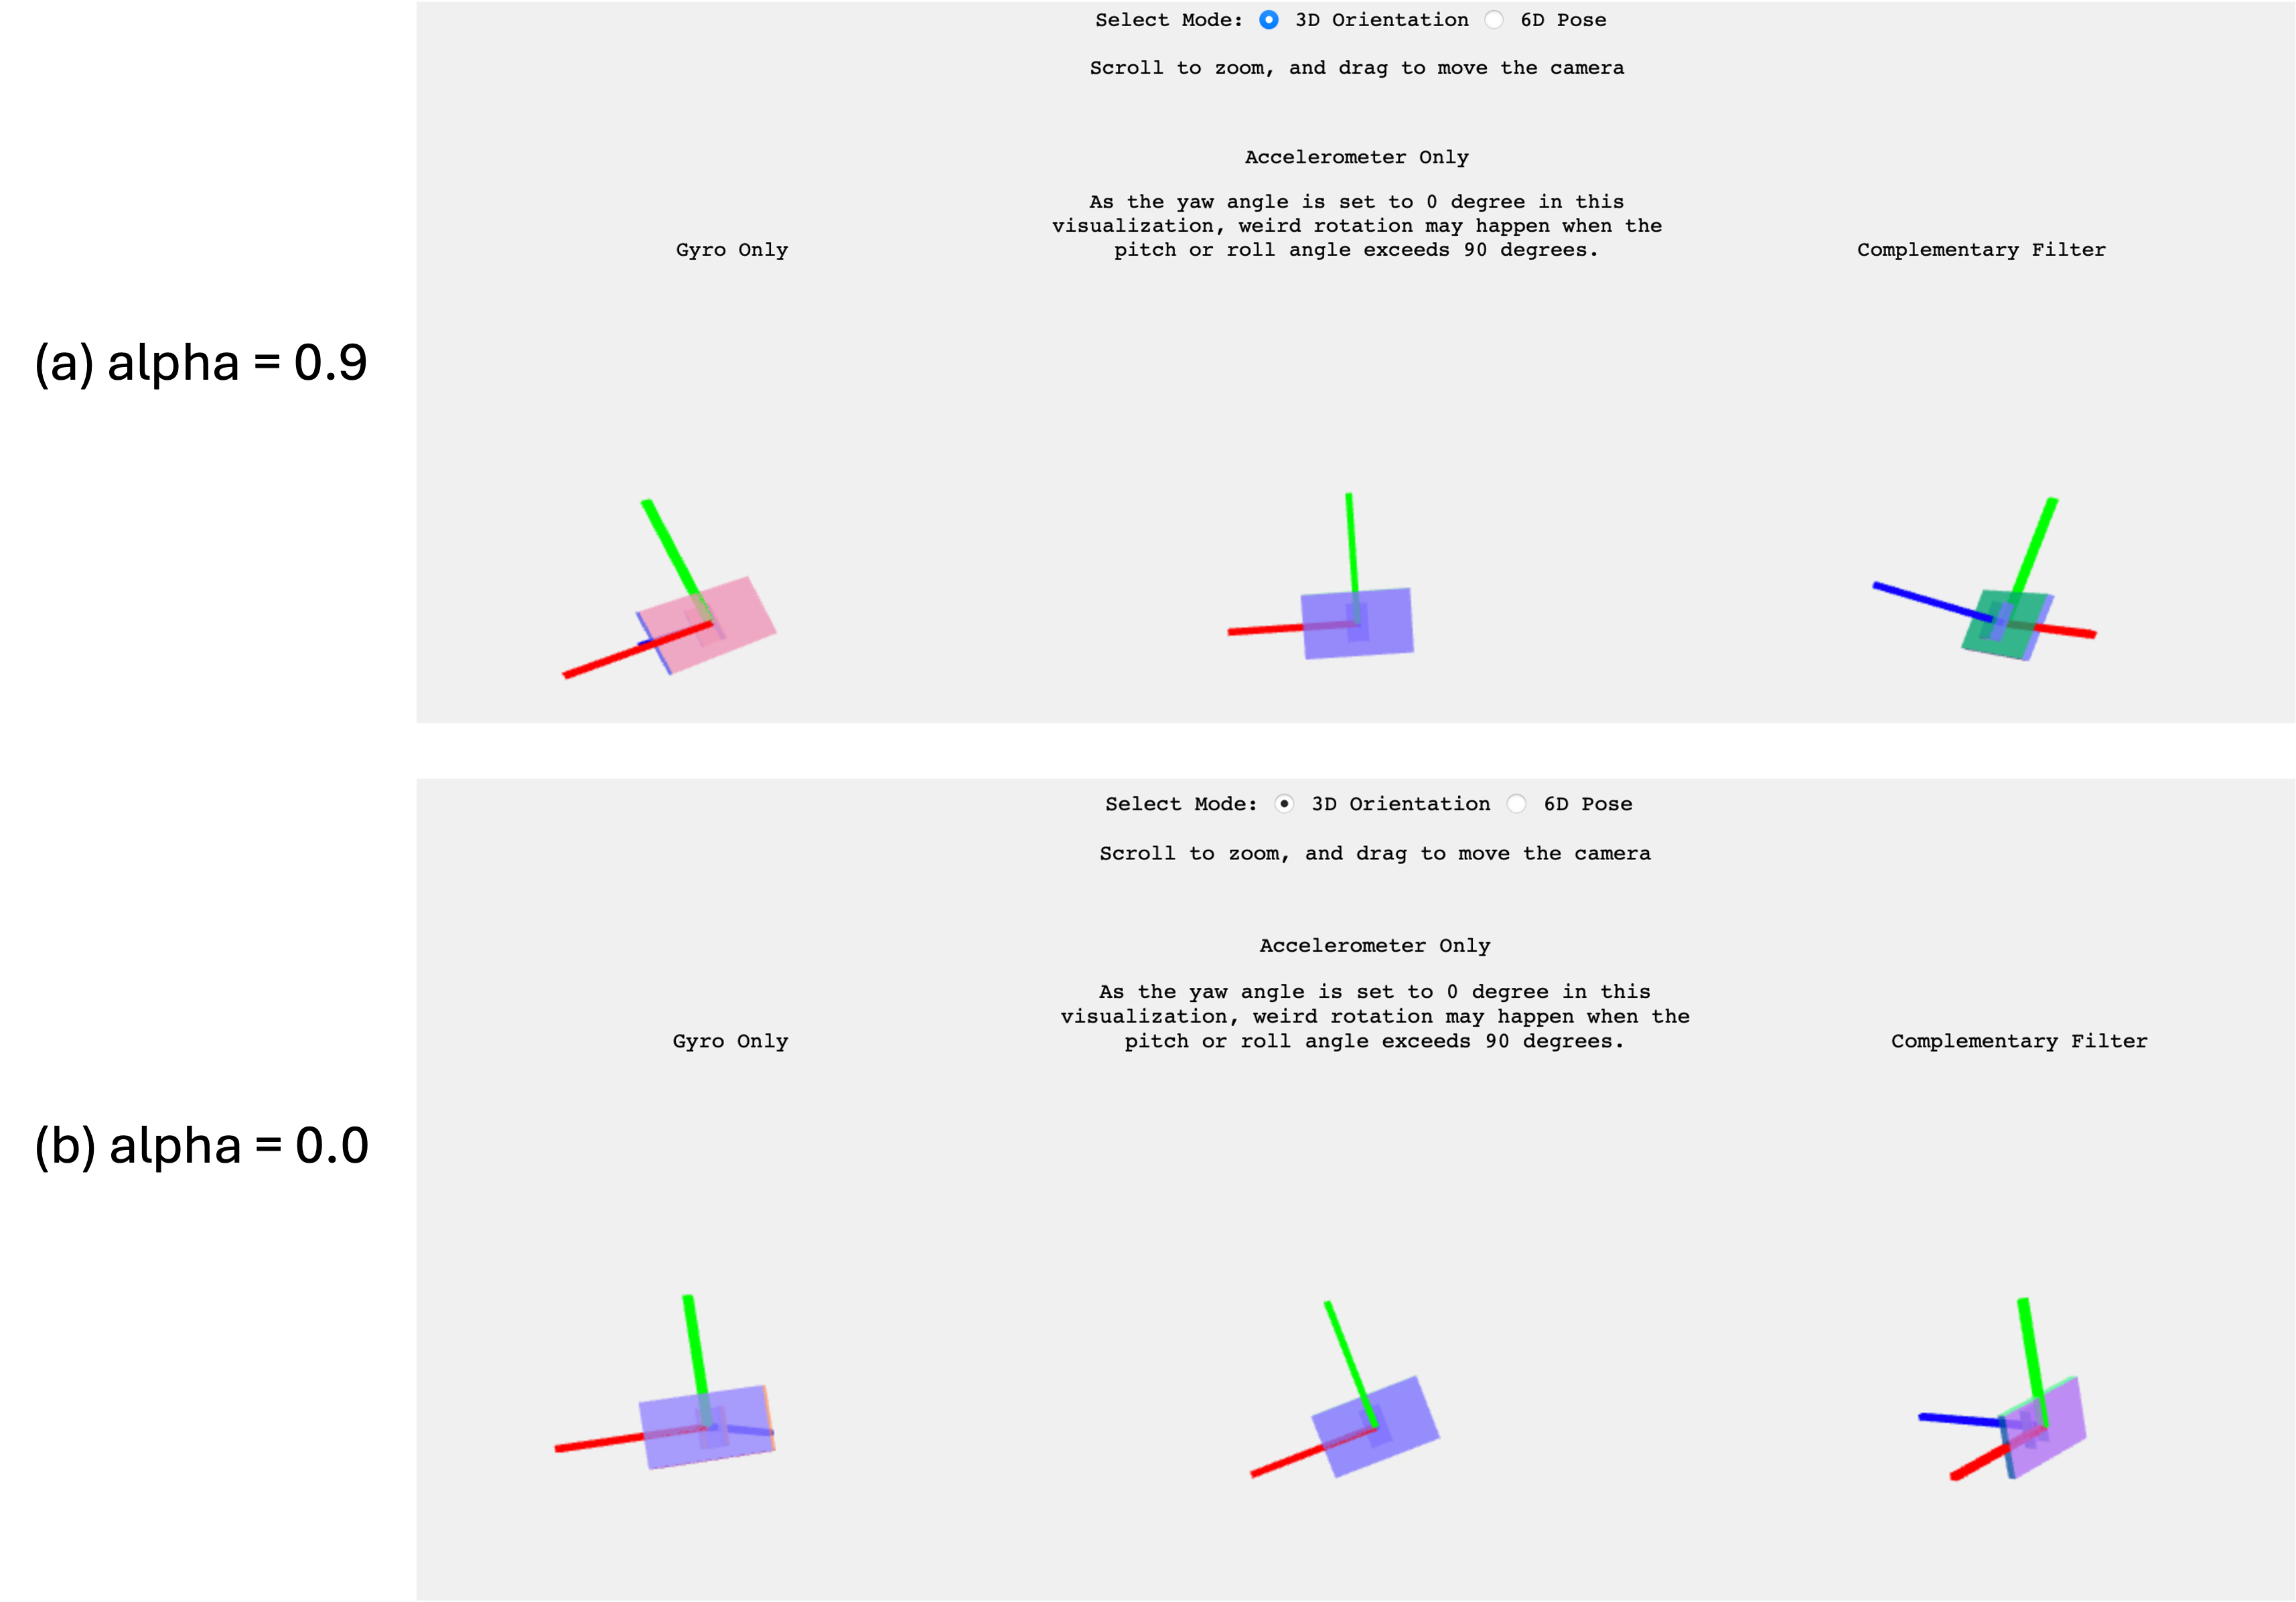 Select Mode: 3D Orientation 6D Pose
Scroll to zoom, and drag to move the camera
Accelerometer Only
As the yaw angle is set to 0 degree in this
visualization, weird rotation may happen when the
pitch or roll angle exceeds 90 degrees.
Gyro Only
Complementary Filter
(a) alpha = 0.9
Select Mode: 3D Orientation 6D Pose
Scroll to zoom, and drag to move the camera
Accelerometer Only
As the yaw angle is set to 0 degree in this
visualization, weird rotation may happen when the
pitch or roll angle exceeds 90 degrees.
Gyro Only
Complementary Filter
(b) alpha = 0.0